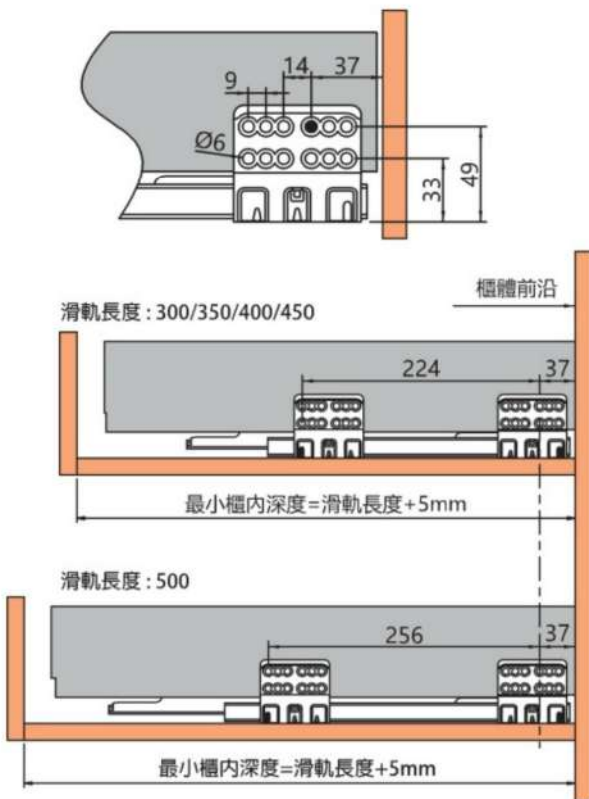 14 37
9
Ø6
33
49
櫃體前沿
滑軌長度 : 300/350/400/450
224 37
最小櫃內深度=滑軌長度+5mm
滑軌長度 : 500
256 37
最小櫃內深度=滑軌長度+5mm